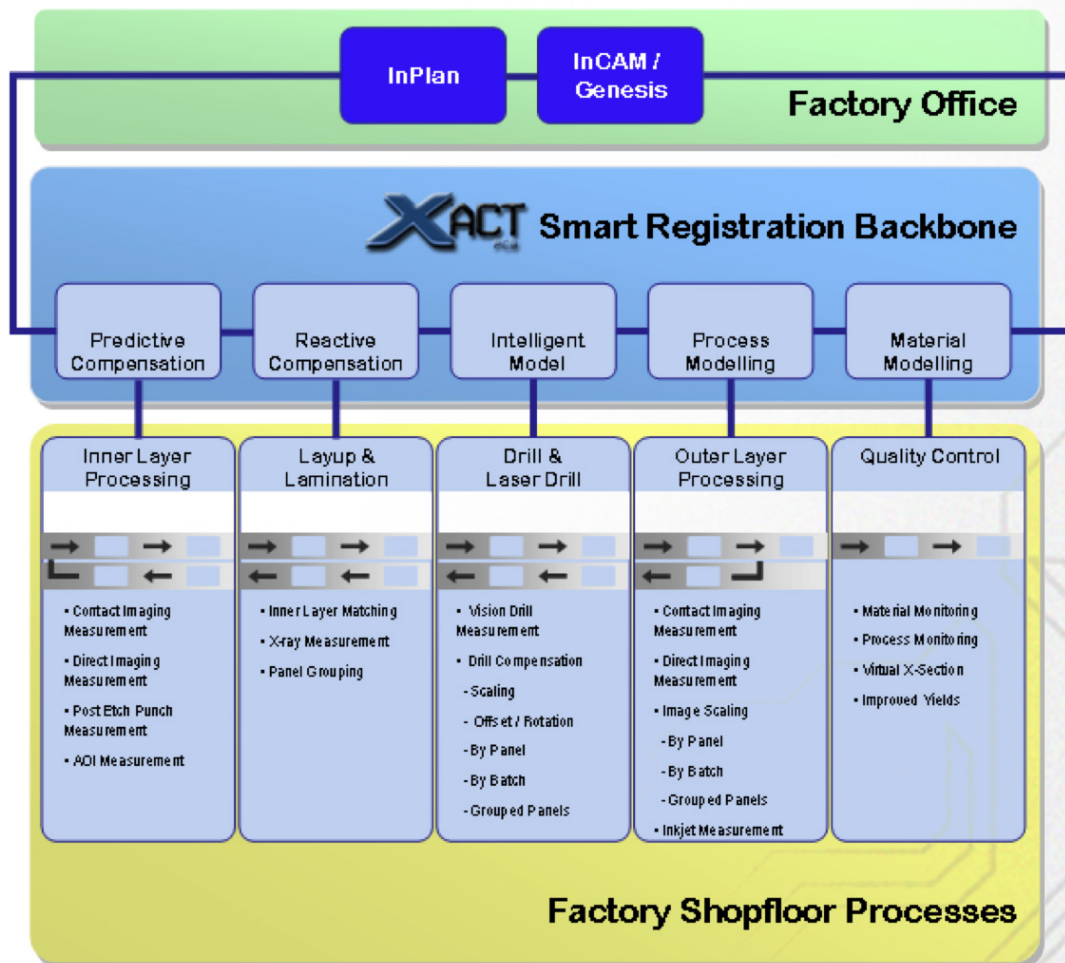 InPlan
InCAM /
Genesis
Factory Office
XACT
Smart Registration Backbone
Predictive
Compensation
Reactive
Compensation
Intelligent
Model
Process
Modelling
Material
Modelling
Inner Layer
Processing
• Contact Imaging
Measurement
• Direct Imaging
Measurement
• Post Etch Punch
Measurement
• AOI Measurement
Layup &
Lamination
• Inner Layer Matching
• X-ray Measurement
• Panel Grouping
Drill &
Laser Drill
• Vision Drill
Measurement
• Drill Compensation
- Scaling
- Offset / Rotation
- By Panel
- By Batch
- Grouped Panels
Outer Layer
Processing
• Contact Imaging
Measurement
• Direct Imaging
Measurement
• Image Scaling
- By Panel
- By Batch
- Grouped Panels
• Inkjet Measurement
Quality Control
• Material Monitoring
• Process Monitoring
• Virtual X-Section
• Improved Yields
Factory Shopfloor Processes